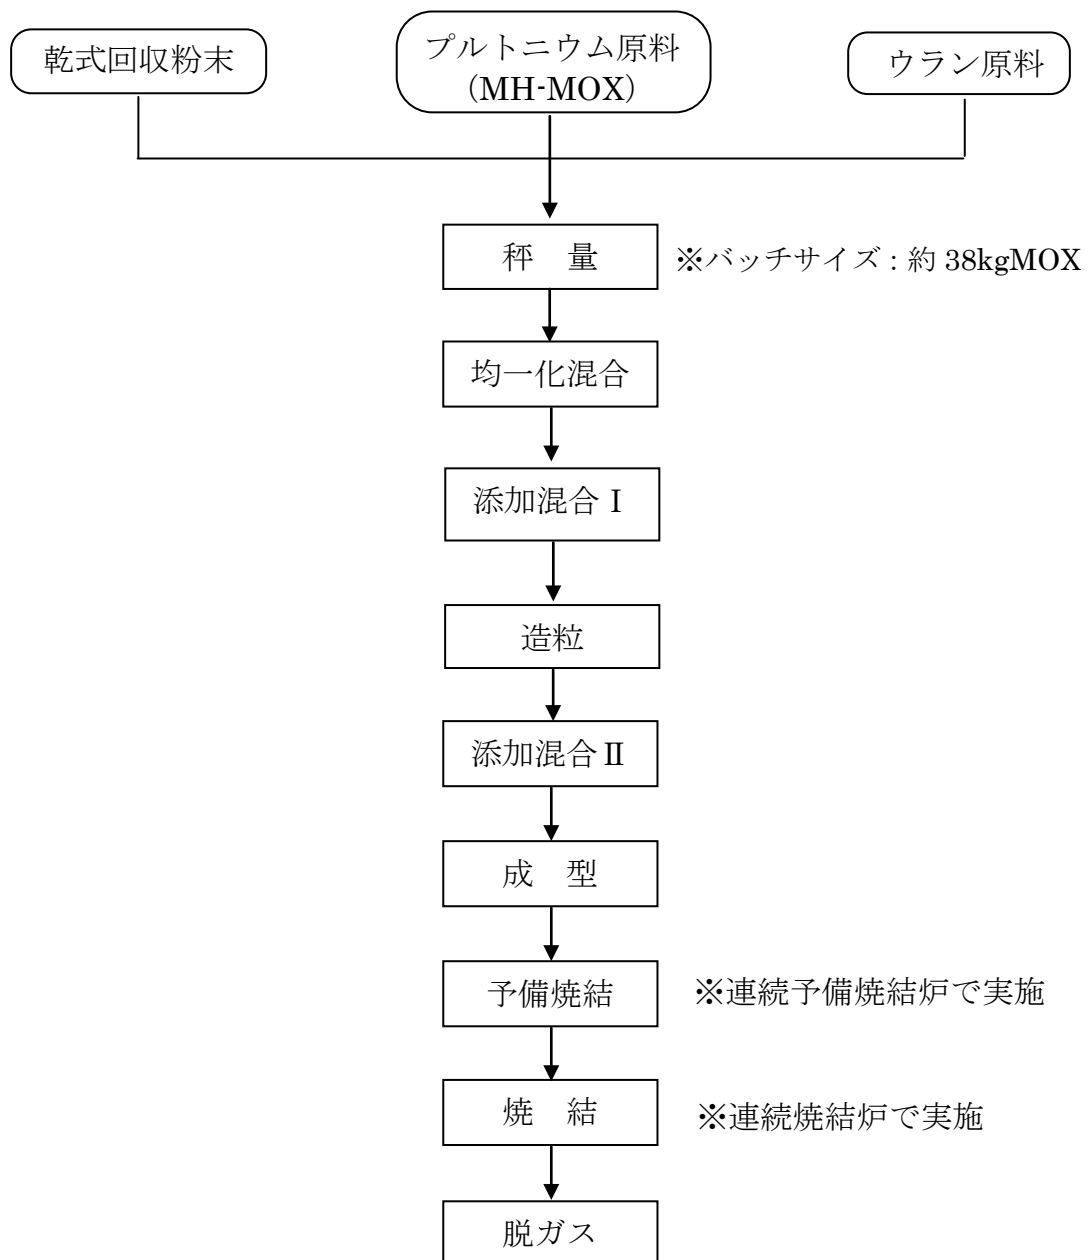 乾式回収粉末
プルトニウム原料
(MH-MOX)
ウラン原料
秤　量
※バッチサイズ : 約 38kgMOX
均一化混合
添加混合 Ⅰ
造粒
添加混合 Ⅱ
成　型
予備焼結
※連続予備焼結炉で実施
焼　結
※連続焼結炉で実施
脱ガス